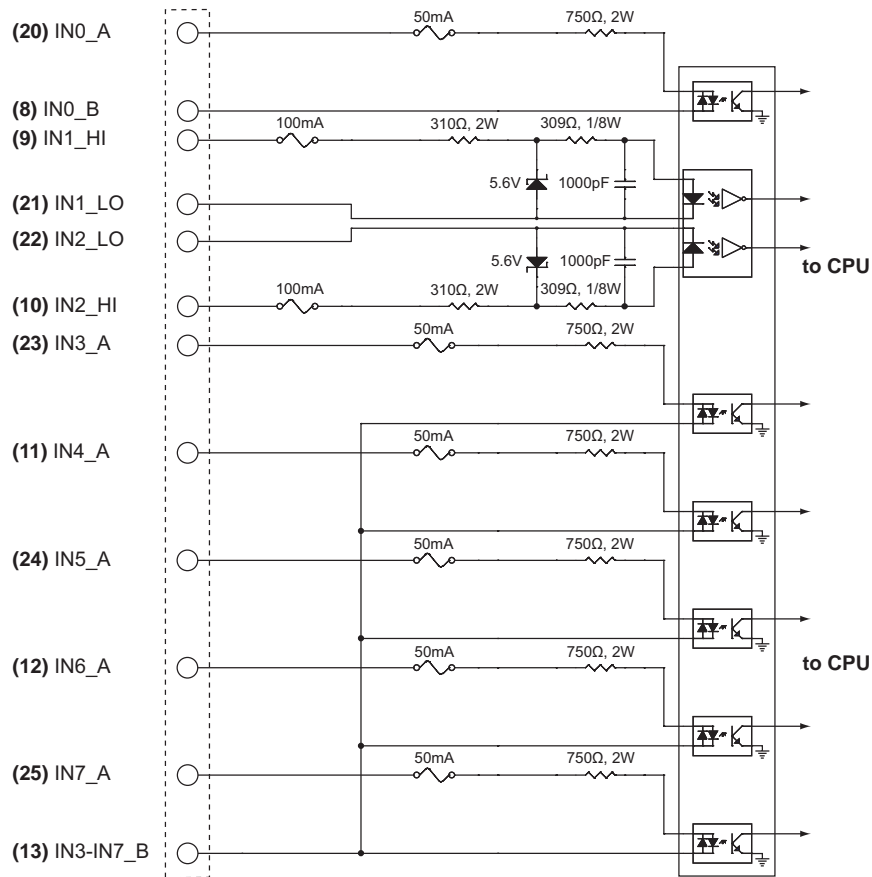 50mA 750Ω, 2W
(20) IN0_A
(8) IN0_B
100mA 310Ω, 2W 309Ω, 1/8W
(9) IN1_HI
5.6V 1000pF
(21) IN1_LO
(22) IN2_LO
5.6V 1000pF to CPU
100mA 310Ω, 2W 309Ω, 1/8W
(10) IN2_HI
50mA 750Ω, 2W
(23) IN3_A
50mA 750Ω, 2W
(11) IN4_A
50mA 750Ω, 2W
(24) IN5_A
50mA 750Ω, 2W
(12) IN6_A to CPU
50mA 750Ω, 2W
(25) IN7_A
(13) IN3-IN7_B